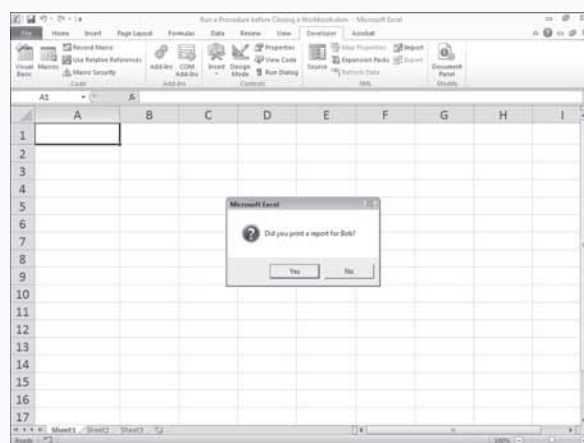 Run a Procedure before Closing a Workbook.xlsm - Microsoft Excel
File Home Insert Page Layout Formulas Data Review View Developer Acrobat
Visual Basic
Macros
Record Macro
Use Relative References
Macro Security
Code
Add-Ins
COM Add-Ins
Add-Ins
Insert
Design Mode
Properties
View Code
Run Dialog
Controls
Source
Map Properties
Expansion Packs
Refresh Data
Import
Export
XML
Document Panel
Modify
A1
fx
A B C D E F G H I
1
2
3
4
5
6
7
8
9
10
11
12
13
14
15
16
17
Microsoft Excel
Did you print a report for Bob?
Yes No
Sheet1 Sheet2 Sheet3
Ready
100%